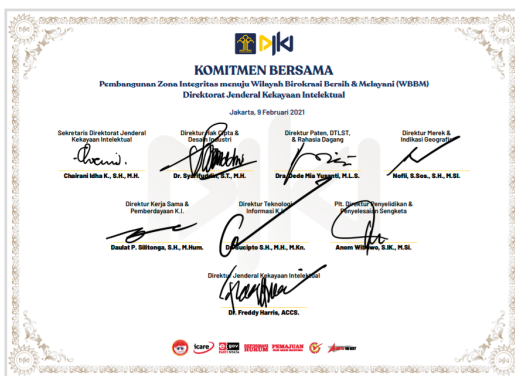 DJKI
KOMITMEN BERSAMA
Pembangunan Zona Integritas menuju Wilayah Birokrasi Bersih & Melayani (WBBM)
Direktorat Jenderal Kekayaan Intelektual
Jakarta, 9 Februari 2021
Sekretaris Direktorat Jenderal
Kekayaan Intelektual
Chairani Idha K., S.H., M.H.
Direktur Hak Cipta &
Desain Industri
Dr. Syarifuddin, S.T., M.H.
Direktur Paten, DTLST,
& Rahasia Dagang
Dra. Dede Mia Yusanti, M.L.S.
Direktur Merek &
Indikasi Geografis
Nofli, S.Sos., S.H., M.Si.
Direktur Kerja Sama &
Pemberdayaan K.I.
Daulat P. Silitonga, S.H., M.Hum.
Direktur Teknologi
Informasi K.I.
Dr. Sucipto S.H., M.H., M.Kn.
Plt. Direktur Penyelidikan &
Penyelesaian Sengketa
Anom Wibowo, S.IK., M.Si.
Direktur Jenderal Kekayaan Intelektual
Dr. Freddy Harris, ACCS.
icare
gov
HUKUM
PEMAJUAN